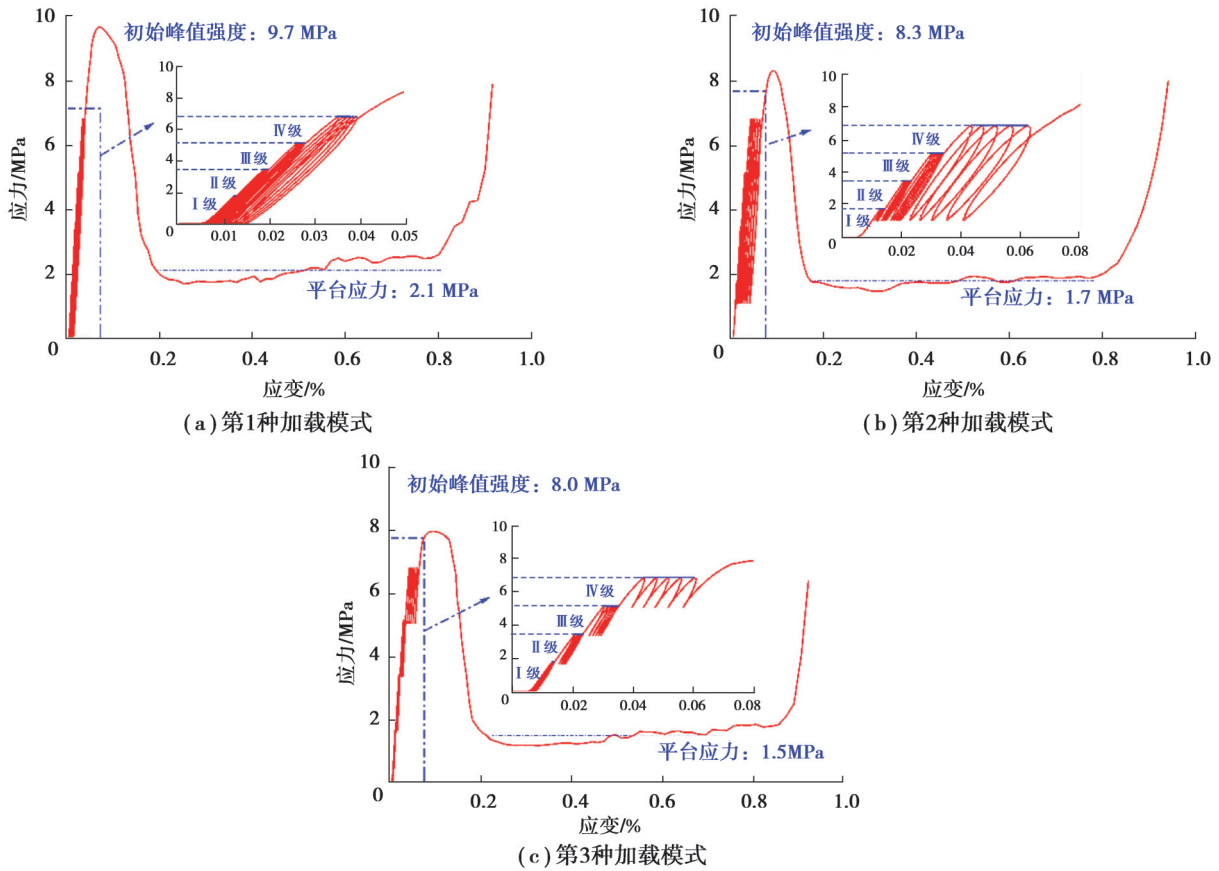 10
8
6
4
2
0
应力/MPa
初始峰值强度：9.7 MPa
10
8
6
4
2
0
Ⅳ级
Ⅲ级
Ⅱ级
Ⅰ级
0.01
0.02
0.03
0.04
0.05
平台应力：2.1 MPa
0.2
0.4
0.6
0.8
1.0
应变/%
(a)第1种加载模式
10
8
6
4
2
0
应力/MPa
初始峰值强度：8.3 MPa
10
8
6
4
2
0
Ⅳ级
Ⅲ级
Ⅱ级
Ⅰ级
0.02
0.04
0.06
0.08
平台应力：1.7 MPa
0.2
0.4
0.6
0.8
1.0
应变/%
(b)第2种加载模式
10
8
6
4
2
0
应力/MPa
初始峰值强度：8.0 MPa
10
8
6
4
2
0
Ⅳ级
Ⅲ级
Ⅱ级
Ⅰ级
0.02
0.04
0.06
0.08
平台应力：1.5MPa
0.2
0.4
0.6
0.8
1.0
应变/%
(c)第3种加载模式